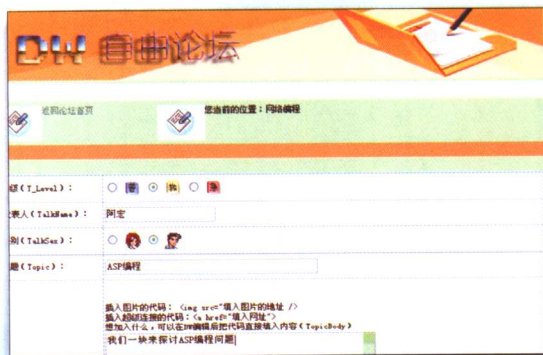 DW 自由论坛
返回论坛首页 您当前的位置：网络编程
级（T_Level）：
表人（TalkName）： 阿宏
别（TalkSex）：
题（Topic）： ASP编程
插入图片的代码： <img src="填入图片的地址 />
插入超级连接的代码：<a href="填入网址">
想加入什么，可以在DW编辑后把代码直接填入内容（TopicBody）
我们一块来探讨ASP编程问题